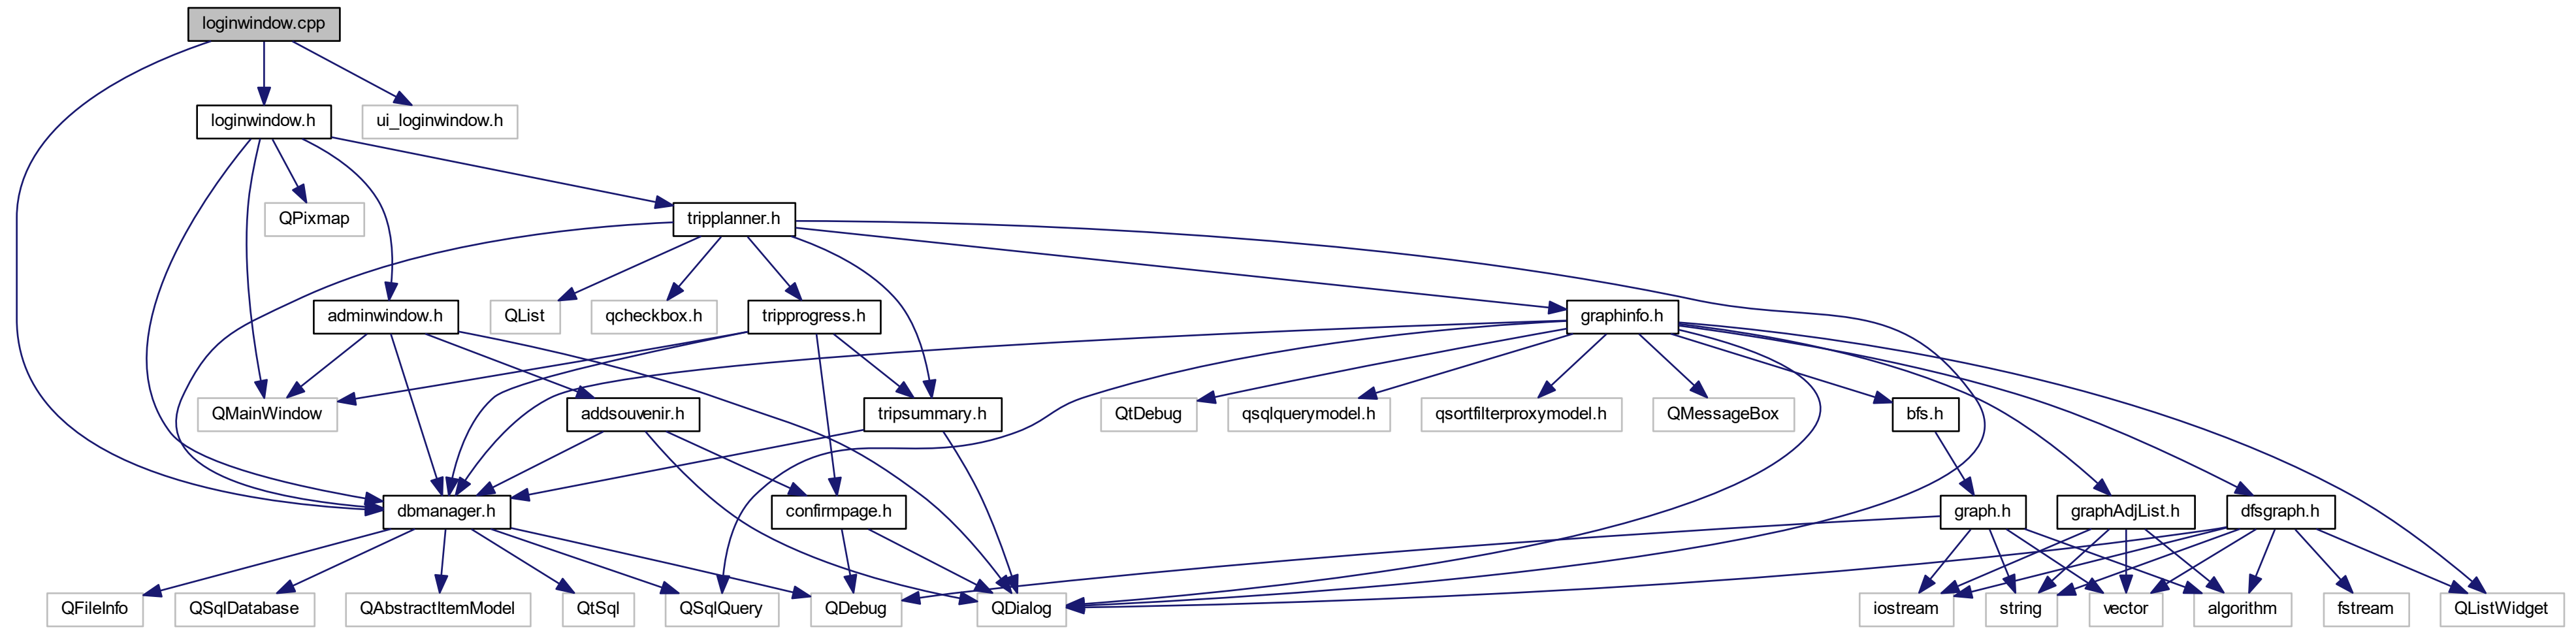 loginwindow.cpp
loginwindow.h
ui_loginwindow.h
QPixmap
tripplanner.h
adminwindow.h
QList
qcheckbox.h
tripprogress.h
graphinfo.h
QMainWindow
addsouvenir.h
tripsummary.h
QtDebug
qsqlquerymodel.h
qsortfilterproxymodel.h
QMessageBox
bfs.h
dbmanager.h
confirmpage.h
graph.h
graphAdjList.h
dfsgraph.h
QFileInfo
QSqlDatabase
QAbstractItemModel
QtSql
QSqlQuery
QDebug
QDialog
iostream
string
vector
algorithm
fstream
QListWidget